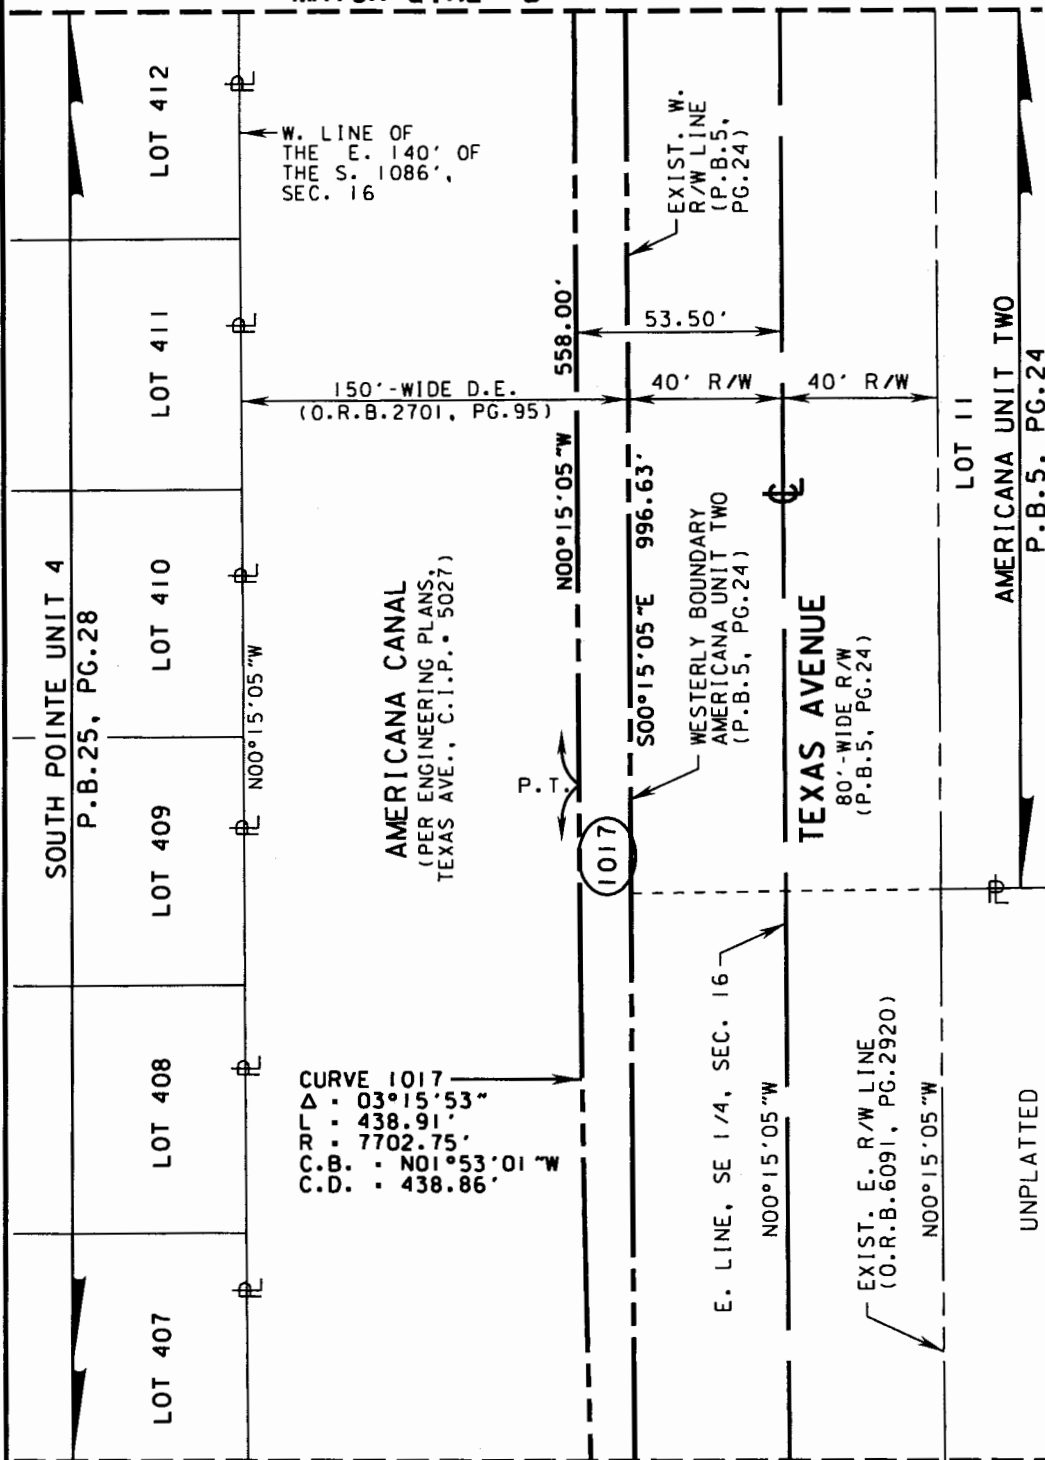 LOT 412
LOT 411
LOT 410
LOT 409
LOT 408
LOT 407
SOUTH POINTE UNIT 4
P.B.25, PG.28
N00°15'05"W
W. LINE OF
THE E. 140' OF
THE S. 1086',
SEC. 16
150'-WIDE D.E.
(O.R.B.2701, PG.95)
AMERICANA CANAL
(PER ENGINEERING PLANS,
TEXAS AVE., C.I.P. • 5027)
N00°15'05"W 558.00'
EXIST. W.
R/W LINE
(P.B.5,
PG.24)
53.50'
40' R/W
40' R/W
S00°15'05"E 996.63'
WESTERLY BOUNDARY
AMERICANA UNIT TWO
(P.B.5, PG.24)
P.T.
1017
TEXAS AVENUE
80'-WIDE R/W
(P.B.5, PG.24)
LOT 11
AMERICANA UNIT TWO
P.B.5, PG.24
CURVE 1017
Δ = 03°15'53"
L = 438.91'
R = 7702.75'
C.B. = N01°53'01"W
C.D. = 438.86'
E. LINE, SE 1/4, SEC. 16
N00°15'05"W
EXIST. E. R/W LINE
(O.R.B.6091, PG.2920)
N00°15'05"W
UNPLATTED